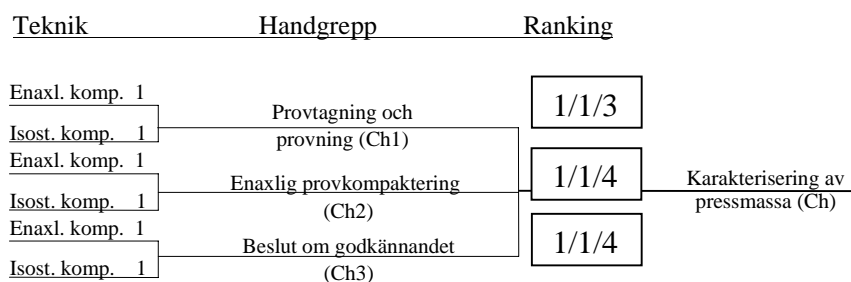 Teknik Handgrepp Ranking
Enaxl. komp. 1
Isost. komp. 1
Provtagning och
provning (Ch1)
1/1/3
Enaxl. komp. 1
Isost. komp. 1
Enaxlig provkompaktering
(Ch2)
1/1/4
Karakterisering av
pressmassa (Ch)
Enaxl. komp. 1
Isost. komp. 1
Beslut om godkännandet
(Ch3)
1/1/4